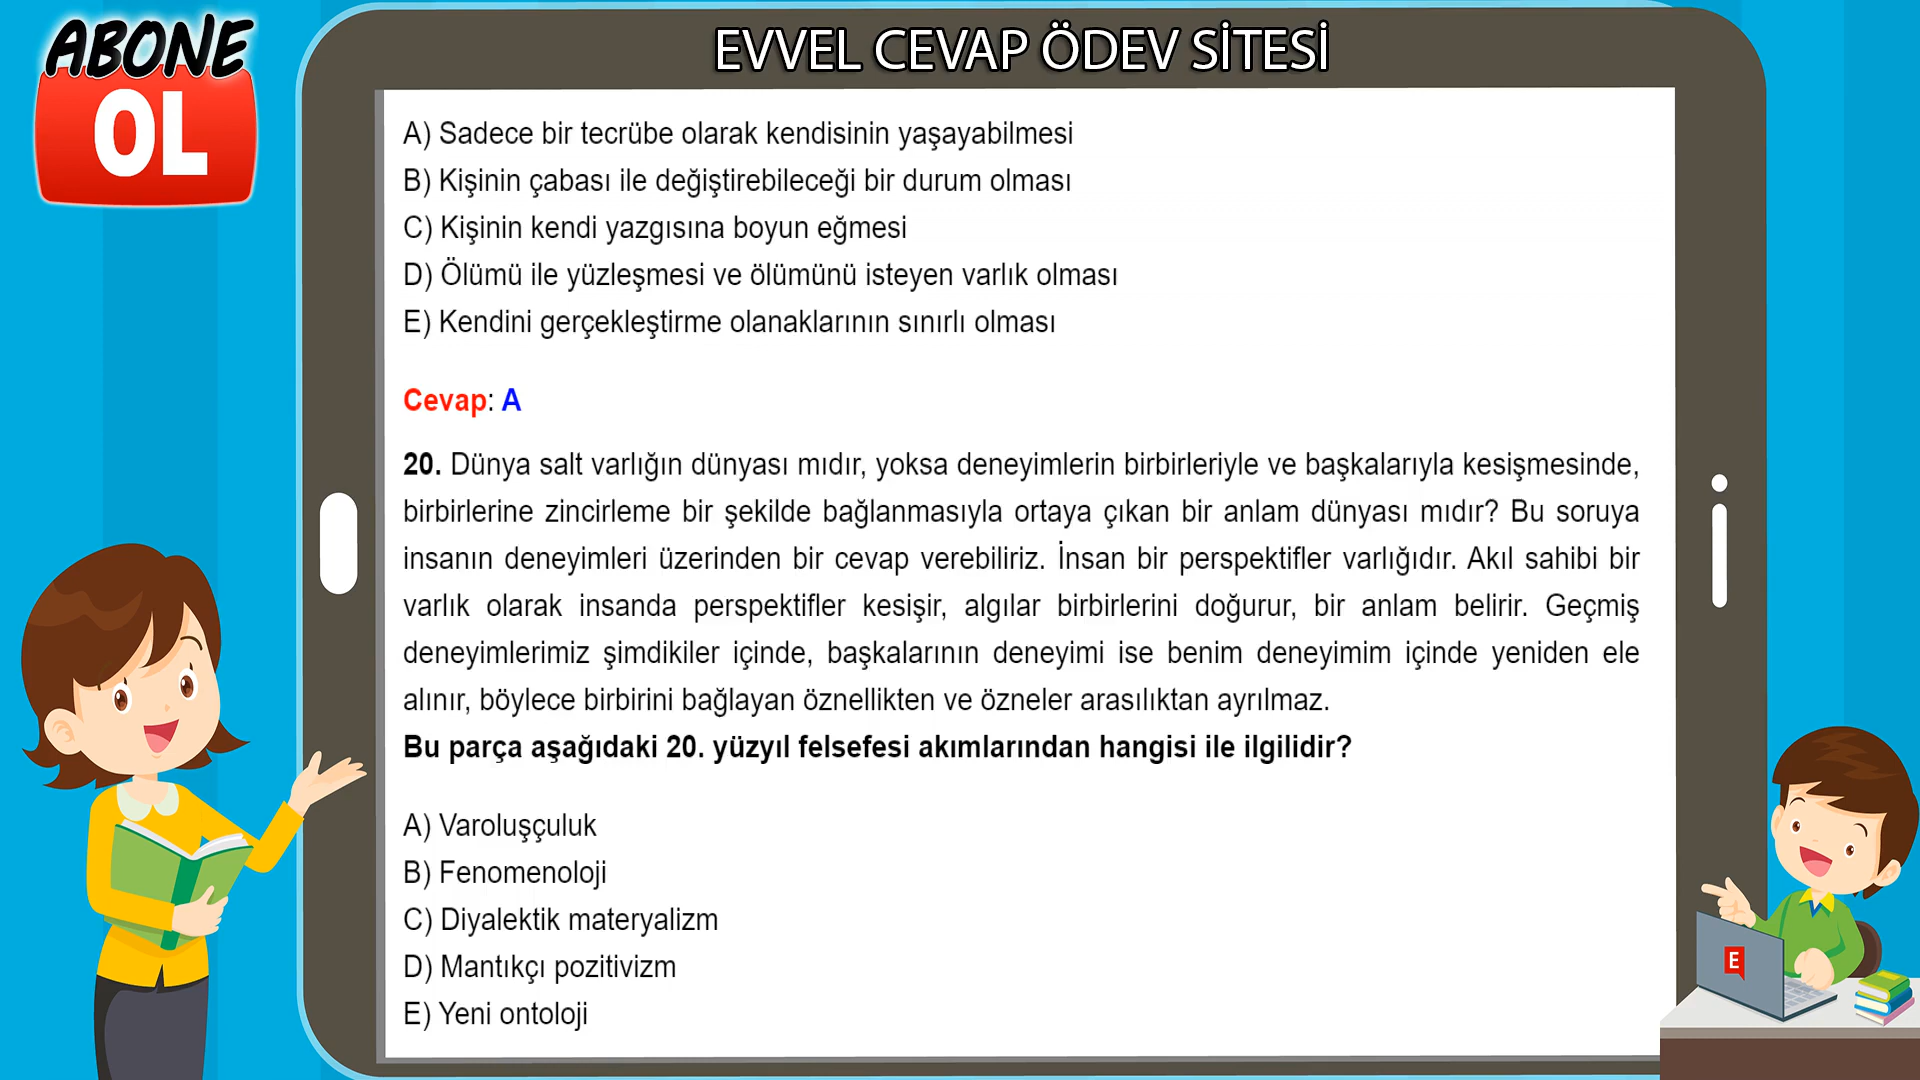 ABONE
OL
EVVEL CEVAP ÖDEV SİTESİ
A) Sadece bir tecrübe olarak kendisinin yaşayabilmesi
B) Kişinin çabası ile değiştirebileceği bir durum olması
C) Kişinin kendi yazgısına boyun eğmesi
D) Ölümü ile yüzleşmesi ve ölümünü isteyen varlık olması
E) Kendini gerçekleştirme olanaklarının sınırlı olması
Cevap: A
20. Dünya salt varlığın dünyası mıdır, yoksa deneyimlerin birbirleriyle ve başkalarıyla kesişmesinde,
birbirlerine zincirleme bir şekilde bağlanmasıyla ortaya çıkan bir anlam dünyası mıdır? Bu soruya
insanın deneyimleri üzerinden bir cevap verebiliriz. İnsan bir perspektifler varlığıdır. Akıl sahibi bir
varlık olarak insanda perspektifler kesişir, algılar birbirlerini doğurur, bir anlam belirir. Geçmiş
deneyimlerimiz şimdikiler içinde, başkalarının deneyimi ise benim deneyimim içinde yeniden ele
alınır, böylece birbirini bağlayan öznellikten ve özneler arasılıktan ayrılmaz.
Bu parça aşağıdaki 20. yüzyıl felsefesi akımlarından hangisi ile ilgilidir?
A) Varoluşçuluk
B) Fenomenoloji
C) Diyalektik materyalizm
D) Mantıkçı pozitivizm
E) Yeni ontoloji
E